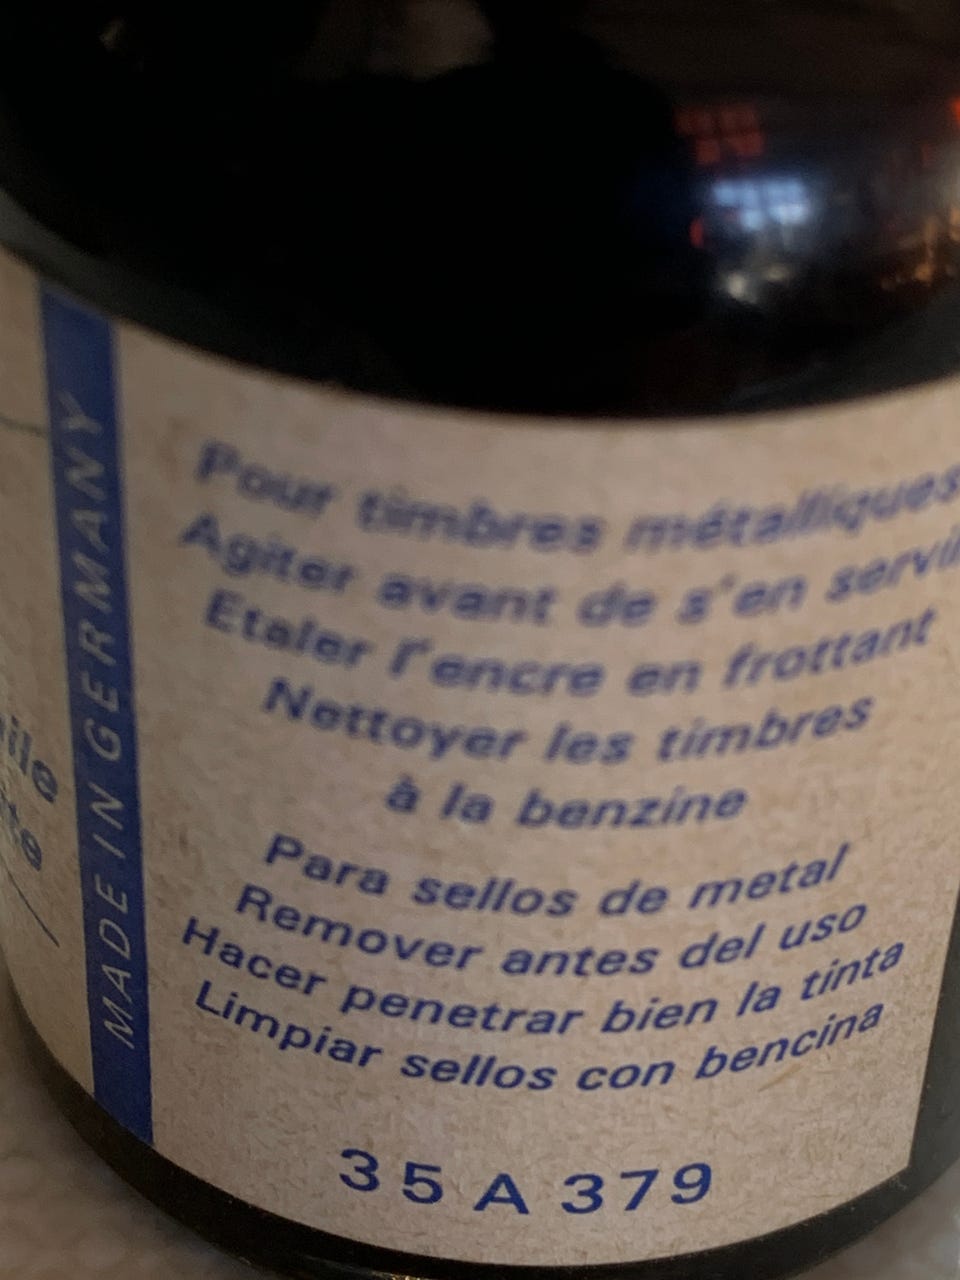 MADE IN GERMANY
Pour timbres métalliques
Agiter avant de s'en servir
Etaler l'encre en frottant
Nettoyer les timbres
à la benzine
Para sellos de metal
Remover antes del uso
Hacer penetrar bien la tinta
Limpiar sellos con bencina
35 A 379